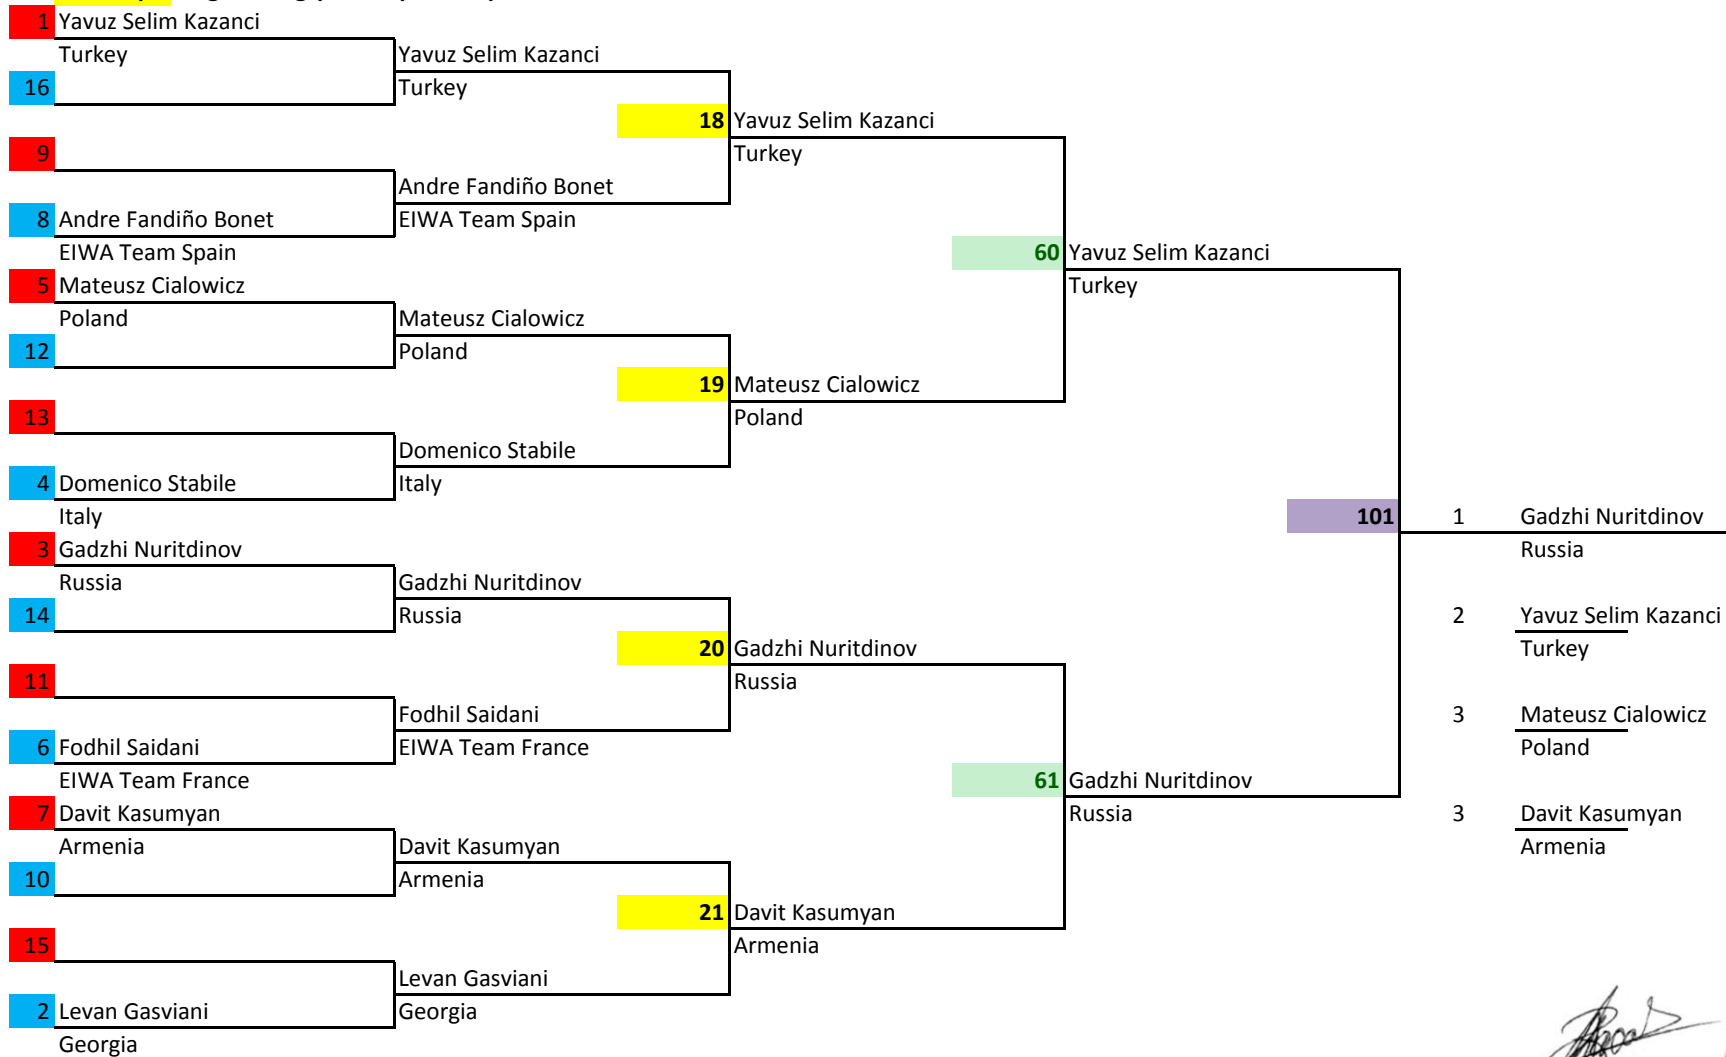 1 Yavuz Selim Kazanci
Turkey
Yavuz Selim Kazanci
16
Turkey
18 Yavuz Selim Kazanci
9
Turkey
Andre Fandiño Bonet
8 Andre Fandiño Bonet
EIWA Team Spain
EIWA Team Spain
60 Yavuz Selim Kazanci
5 Mateusz Cialowicz
Turkey
Poland
Mateusz Cialowicz
12
Poland
19 Mateusz Cialowicz
13
Poland
Domenico Stabile
4 Domenico Stabile
Italy
Italy
101 1 Gadzhi Nuritdinov
3 Gadzhi Nuritdinov
Russia
Russia
Gadzhi Nuritdinov
14
Russia
2 Yavuz Selim Kazanci
20 Gadzhi Nuritdinov
Turkey
11
Russia
Fodhil Saidani
3 Mateusz Cialowicz
6 Fodhil Saidani
EIWA Team France
Poland
EIWA Team France
61 Gadzhi Nuritdinov
7 Davit Kasumyan
Russia
3 Davit Kasumyan
Armenia
Davit Kasumyan
Armenia
10
Armenia
21 Davit Kasumyan
15
Armenia
Levan Gasviani
2 Levan Gasviani
Georgia
Georgia